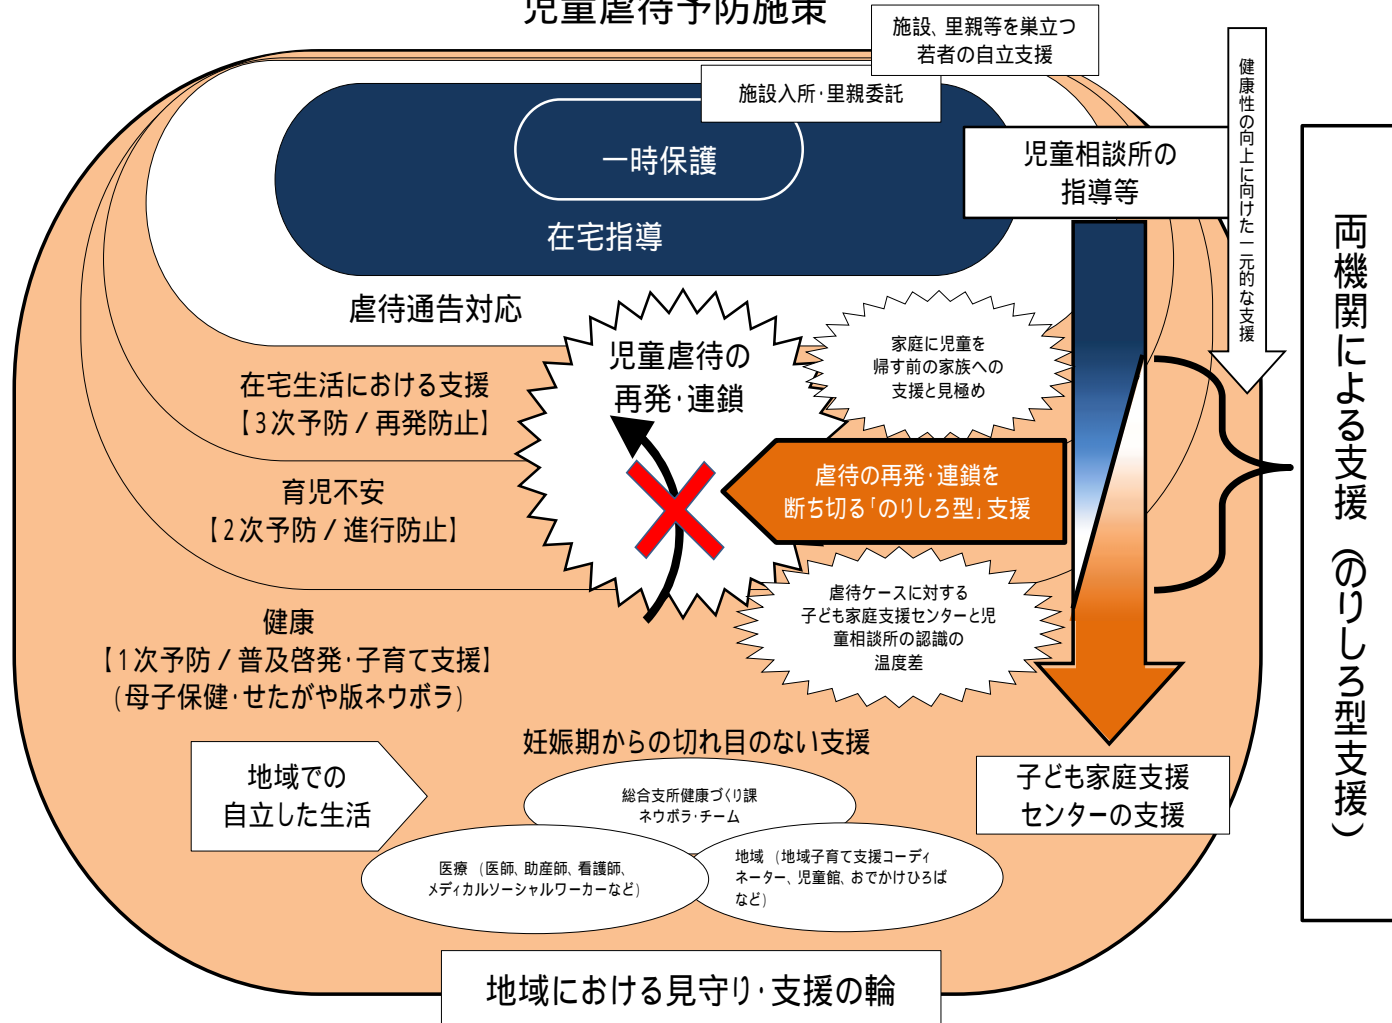 児童虐待予防施策
施設、里親等を巣立つ
若者の自立支援
施設入所・里親委託
健康性の向上に向けた一元的な支援
一時保護
児童相談所の
指導等
在宅指導
虐待通告対応
児童虐待の
再発・連鎖
家庭に児童を
帰す前の家族への
支援と見極め
在宅生活における支援
【3次予防/再発防止】
虐待の再発・連鎖を
断ち切る「のりしろ型」支援
育児不安
【2次予防/進行防止】
虐待ケースに対する
子ども家庭支援センターと児
童相談所の認識の
温度差
健康
【1次予防/普及啓発・子育て支援】
(母子保健・せたがや版ネウボラ)
両機関による支援(のりしろ型支援)
妊娠期からの切れ目のない支援
地域での
自立した生活
総合支所健康づくり課
ネウボラ・チーム
子ども家庭支援
センターの支援
医療(医師、助産師、看護師、
メディカルソーシャルワーカーなど)
地域(地域子育て支援コーディ
ネーター、児童館、おでかけひろば
など)
地域における見守り・支援の輪